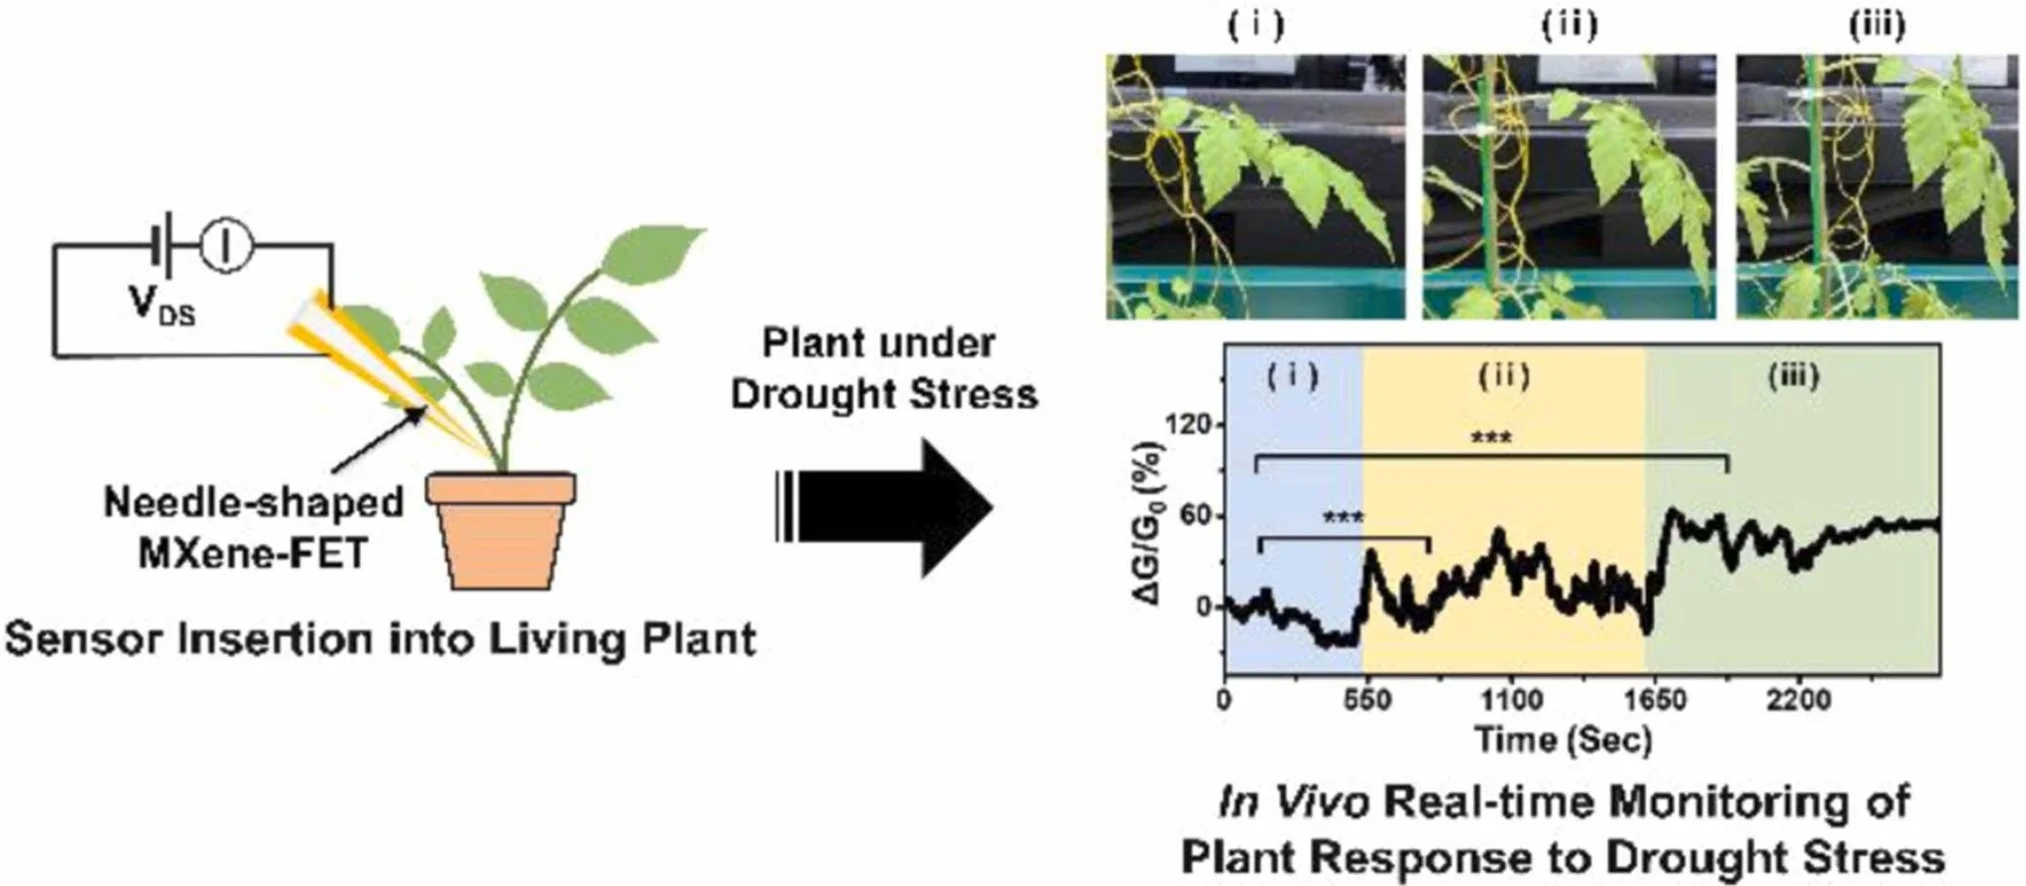 V_DS
Needle-shaped
MXene-FET
Sensor Insertion into Living Plant
Plant under
Drought Stress
( i )
( ii )
(iii)
( i )
( ii )
(iii)
***
***
120
60
0
ΔG/G₀ (%)
0
550
1100
1650
2200
Time (Sec)
In Vivo Real-time Monitoring of
Plant Response to Drought Stress